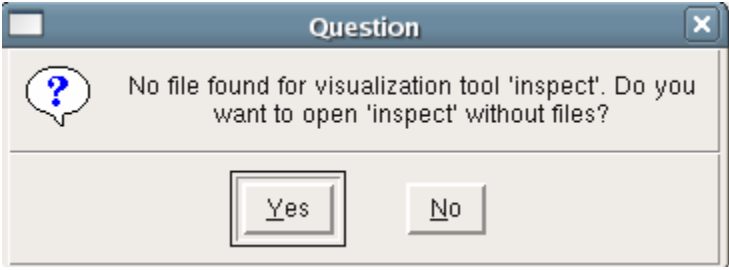 Question
No file found for visualization tool 'inspect'. Do you
want to open 'inspect' without files?
Yes
No